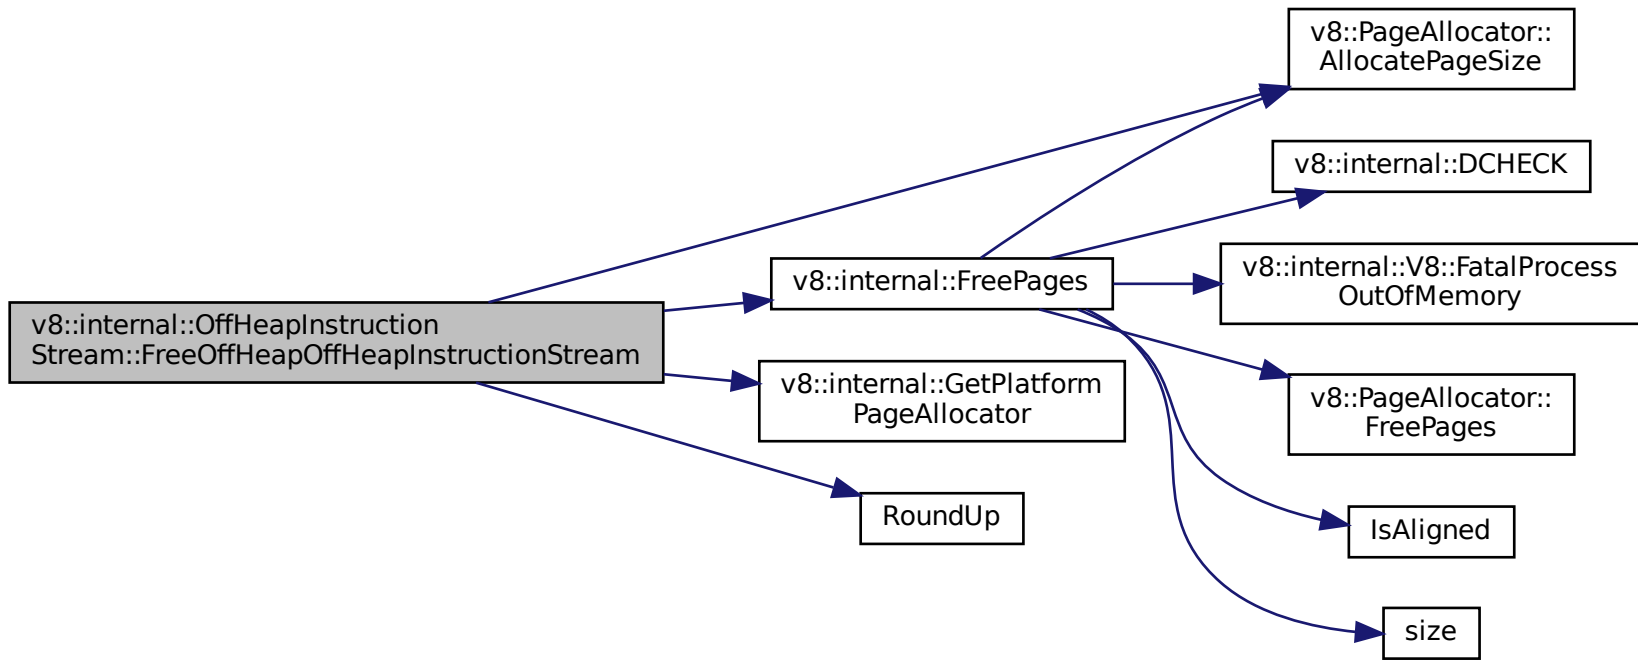 v8::PageAllocator::
AllocatePageSize
v8::internal::DCHECK
v8::internal::FreePages
v8::internal::V8::FatalProcess
OutOfMemory
v8::internal::OffHeapInstruction
Stream::FreeOffHeapOffHeapInstructionStream
v8::internal::GetPlatform
PageAllocator
v8::PageAllocator::
FreePages
RoundUp
IsAligned
size